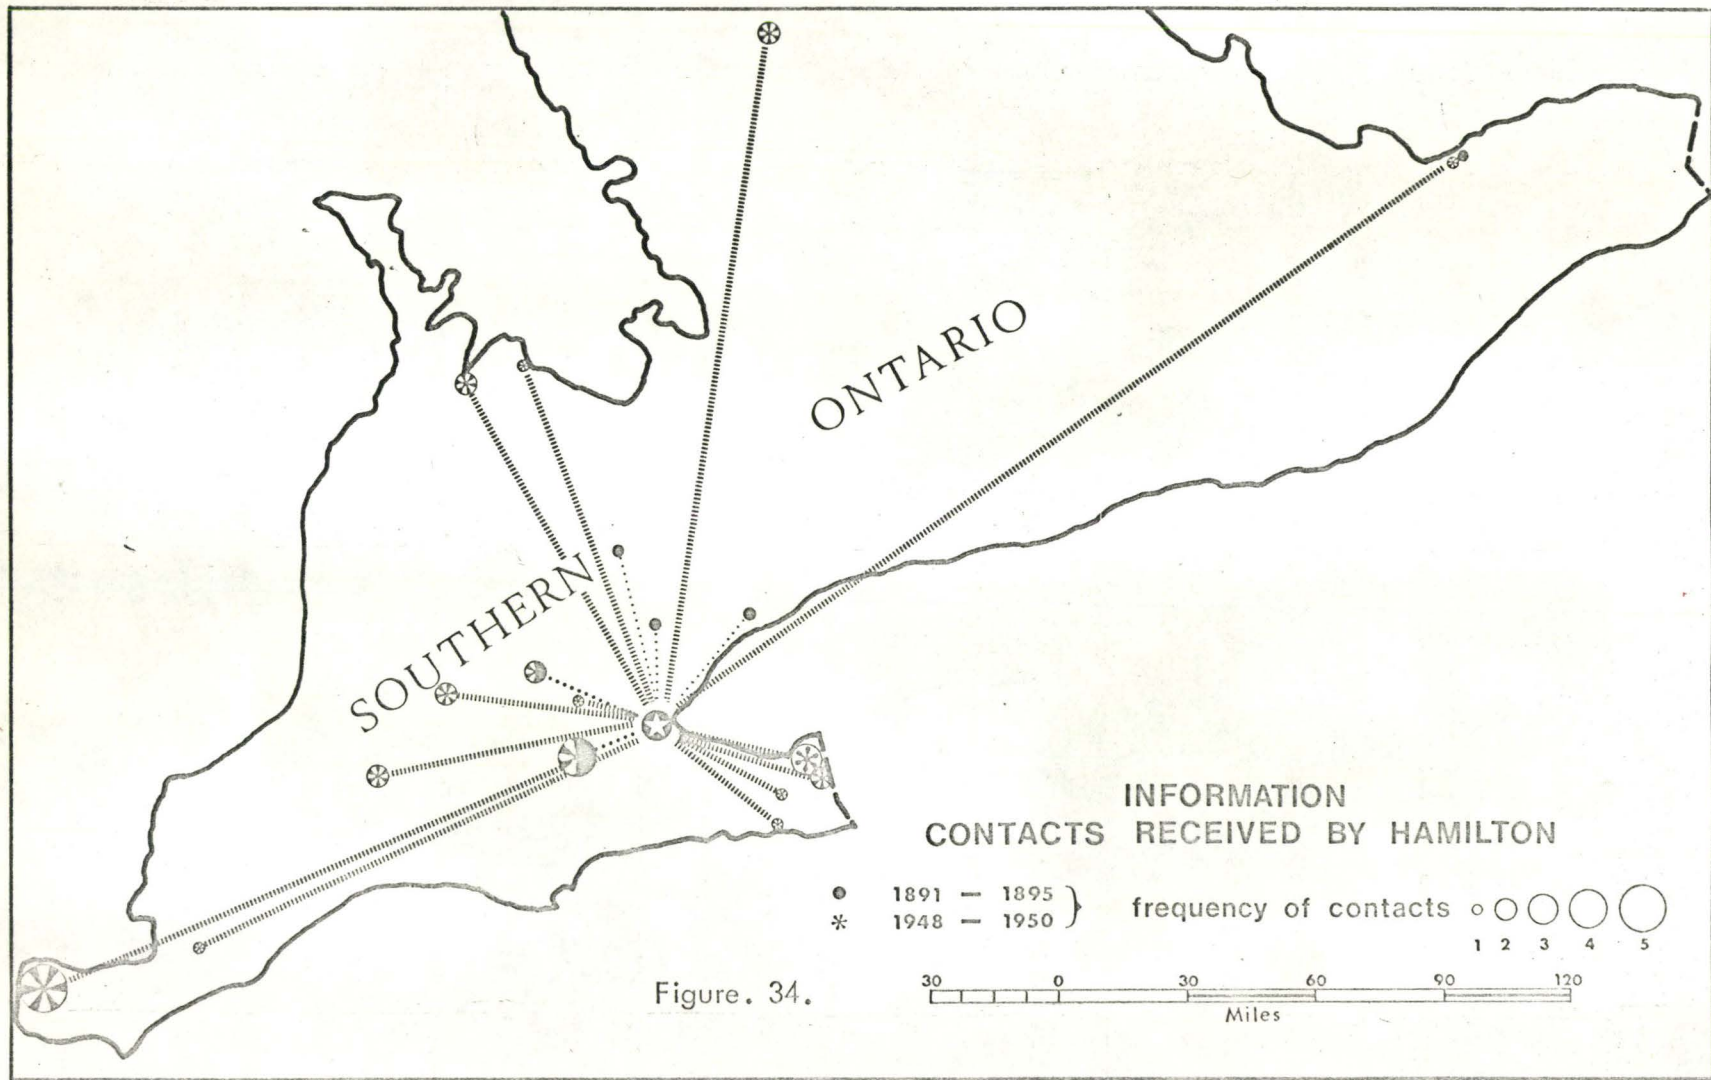 ONTARIO
SOUTHERN
INFORMATION
CONTACTS RECEIVED BY HAMILTON
1891 — 1895
1948 — 1950
} frequency of contacts
1 2 3 4 5
Figure. 34.
30 0 30 60 90 120
Miles